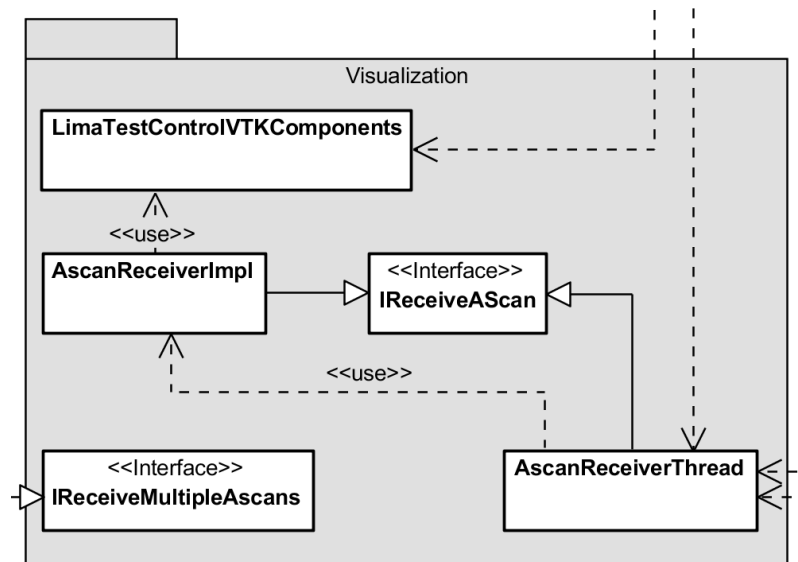 Visualization
LimaTestControlVTKComponents
<<use>>
AscanReceiverImpl
<<Interface>>
IReceiveAScan
<<use>>
<<Interface>>
IReceiveMultipleAscans
AscanReceiverThread